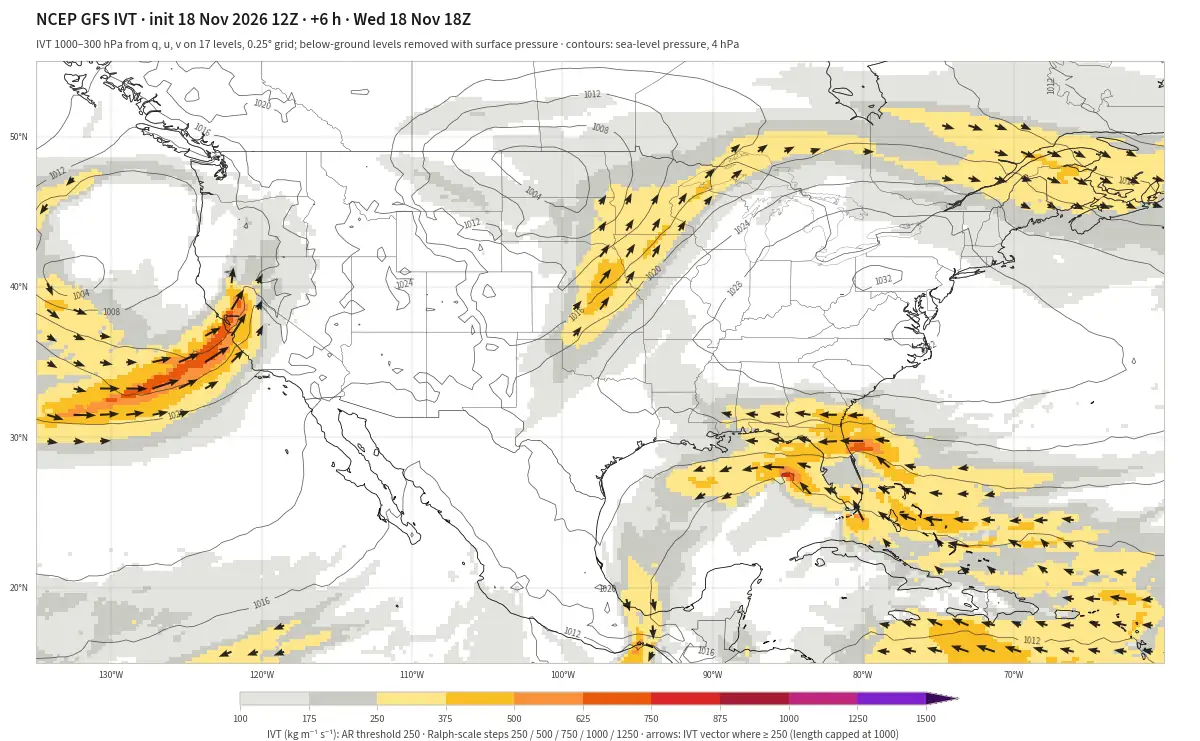 NCEP GFS IVT · init 18 Nov 2026 12Z · +6 h · Wed 18 Nov 18Z
IVT 1000–300 hPa from q, u, v on 17 levels, 0.25° grid; below-ground levels removed with surface pressure · contours: sea-level pressure, 4 hPa
1012
1020
1012
1016
1008
50°N
1012
1004
1012
1024
1020
1032
1024
1004
1028
40°N
1008
1016
1020
30°N
20°N
1020
1016
1012
1016
1012
130°W 120°W 110°W 100°W 90°W 80°W 70°W
100 175 250 375 500 625 750 875 1000 1250 1500
IVT (kg m⁻¹ s⁻¹): AR threshold 250 · Ralph-scale steps 250 / 500 / 750 / 1000 / 1250 · arrows: IVT vector where ≥ 250 (length capped at 1000)